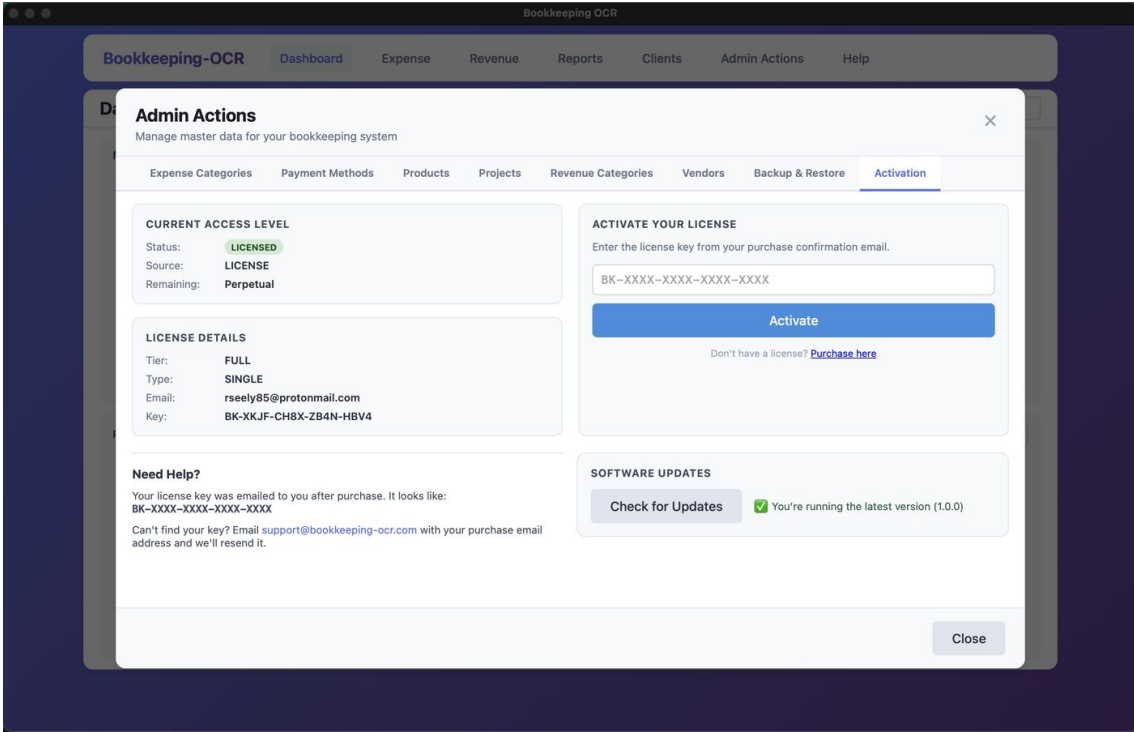 Bookkeeping OCR
Bookkeeping-OCR Dashboard Expense Revenue Reports Clients Admin Actions Help
Admin Actions
Manage master data for your bookkeeping system
×
Expense Categories Payment Methods Products Projects Revenue Categories Vendors Backup & Restore Activation
CURRENT ACCESS LEVEL
Status: LICENSED
Source: LICENSE
Remaining: Perpetual
LICENSE DETAILS
Tier: FULL
Type: SINGLE
Email: rseely85@protonmail.com
Key: BK-XKJF-CH8X-ZB4N-HBV4
ACTIVATE YOUR LICENSE
Enter the license key from your purchase confirmation email.
BK-XXXX-XXXX-XXXX-XXXX
Activate
Don't have a license? Purchase here
Need Help?
Your license key was emailed to you after purchase. It looks like:
BK-XXXX-XXXX-XXXX-XXXX
Can't find your key? Email support@bookkeeping-ocr.com with your purchase email
address and we'll resend it.
SOFTWARE UPDATES
Check for Updates ✅ You're running the latest version (1.0.0)
Close